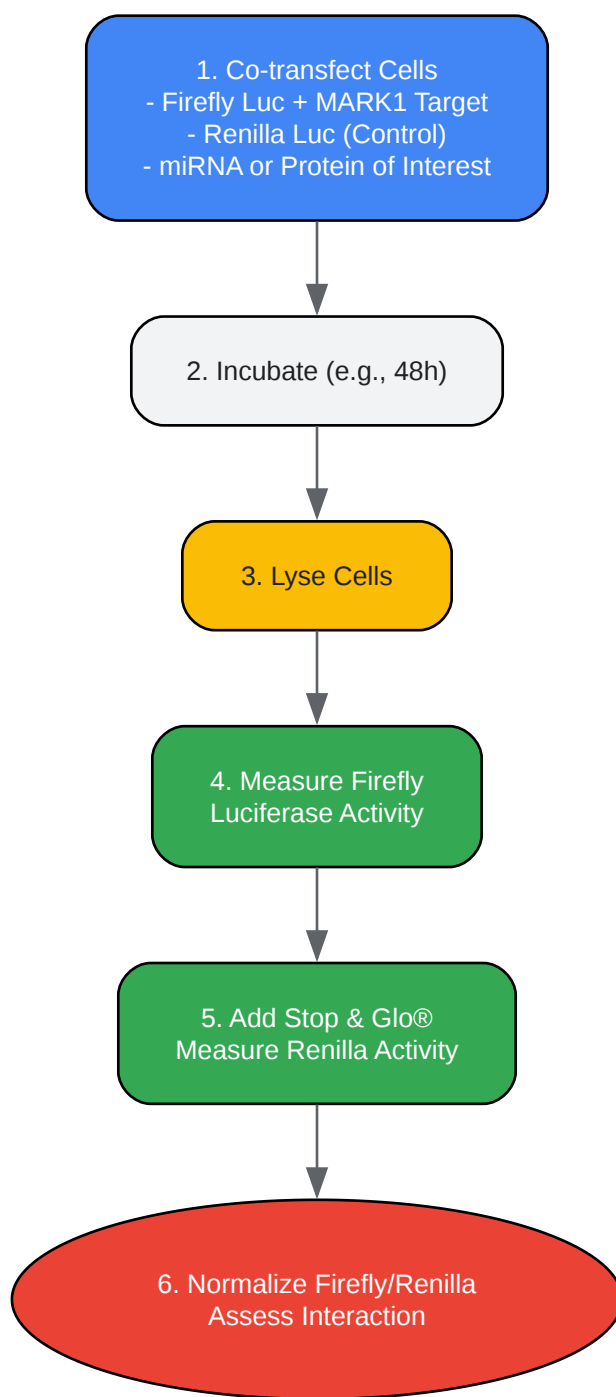 1. Co-transfect Cells
- Firefly Luc + MARK1 Target
- Renilla Luc (Control)
- miRNA or Protein of Interest
2. Incubate (e.g., 48h)
3. Lyse Cells
4. Measure Firefly
Luciferase Activity
5. Add Stop & Glo®
Measure Renilla Activity
6. Normalize Firefly/Renilla
Assess Interaction